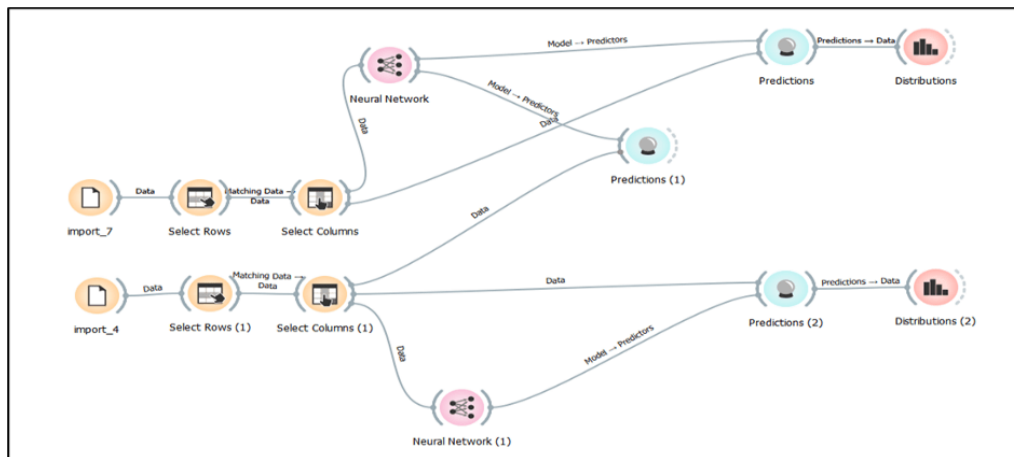 Model → Predictors
Predictions → Data
Predictions
Distributions
Neural Network
Model → Predictors
Data
Data
Predictions (1)
Data
Matching Data →
Data
import_7
Select Rows
Select Columns
Data
Data
Matching Data →
Data
Data
Predictions → Data
import_4
Select Rows (1)
Select Columns (1)
Predictions (2)
Distributions (2)
Data
Model → Predictors
Neural Network (1)